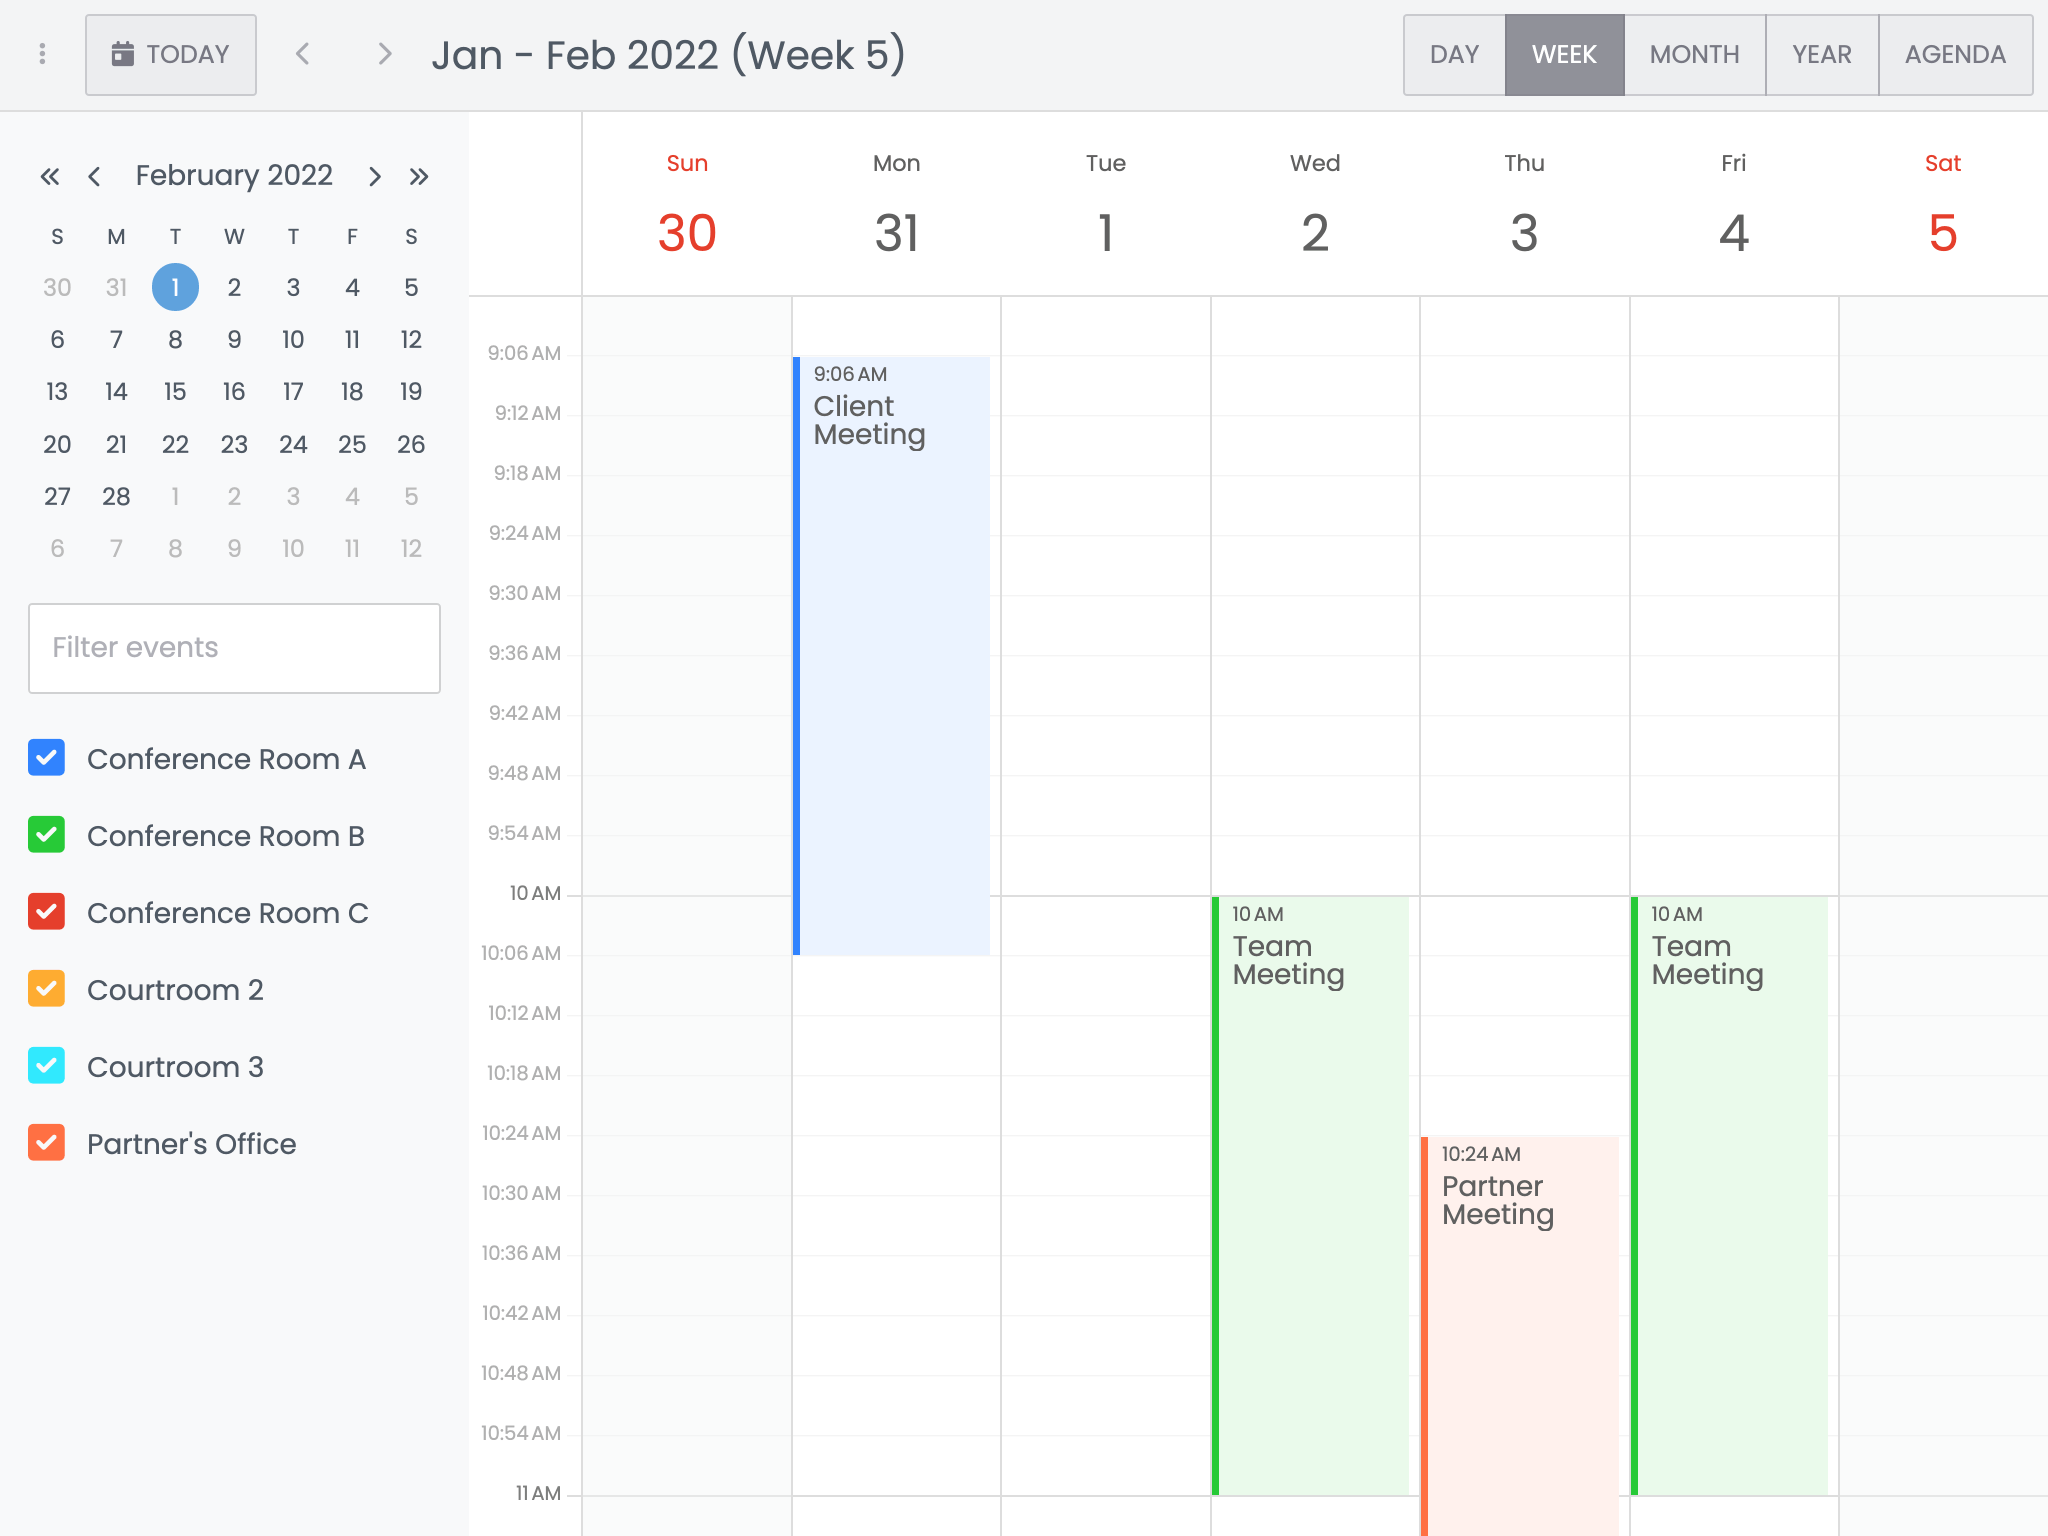 TODAY
Jan - Feb 2022 (Week 5)
DAY WEEK MONTH YEAR AGENDA
« ‹ February 2022 › »
S M T W T F S
30 31 1 2 3 4 5
6 7 8 9 10 11 12
13 14 15 16 17 18 19
20 21 22 23 24 25 26
27 28 1 2 3 4 5
6 7 8 9 10 11 12
Filter events
Conference Room A
Conference Room B
Conference Room C
Courtroom 2
Courtroom 3
Partner's Office
Sun Mon Tue Wed Thu Fri Sat
30 31 1 2 3 4 5
9:06 AM
9:12 AM
9:18 AM
9:24 AM
9:30 AM
9:36 AM
9:42 AM
9:48 AM
9:54 AM
10 AM
10:06 AM
10:12 AM
10:18 AM
10:24 AM
10:30 AM
10:36 AM
10:42 AM
10:48 AM
10:54 AM
11 AM
9:06 AM
Client
Meeting
10 AM
Team
Meeting
10:24 AM
Partner
Meeting
10 AM
Team
Meeting